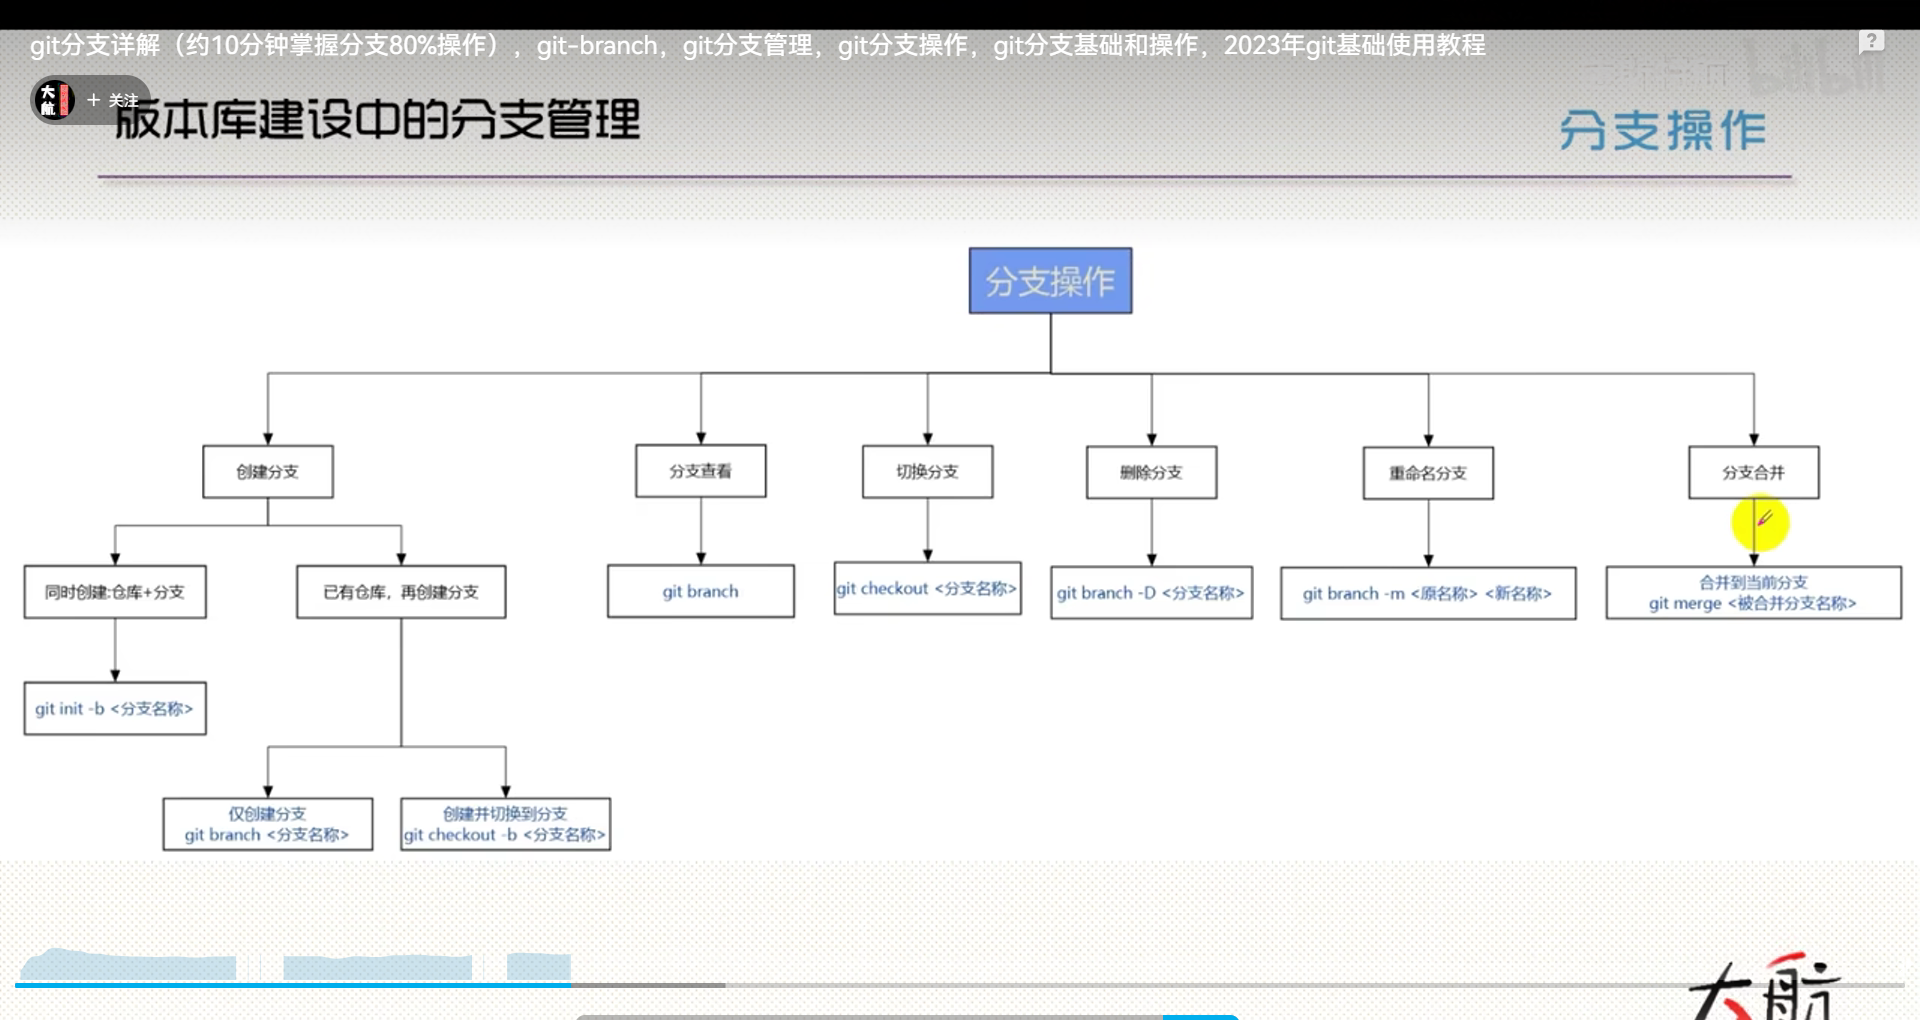 git分支详解（约10分钟掌握分支80%操作），git-branch，git分支管理，git分支操作，git分支基础和操作，2023年git基础使用教程
?
大航
+ 关注
bilibili
版本库建设中的分支管理
分支操作
分支操作
创建分支
分支查看
切换分支
删除分支
重命名分支
分支合并
同时创建:仓库+分支
已有仓库，再创建分支
git branch
git checkout <分支名称>
git branch -D <分支名称>
git branch -m <原名称> <新名称>
合并到当前分支
git merge <被合并分支名称>
git init -b <分支名称>
仅创建分支
git branch <分支名称>
创建并切换到分支
git checkout -b <分支名称>
大航